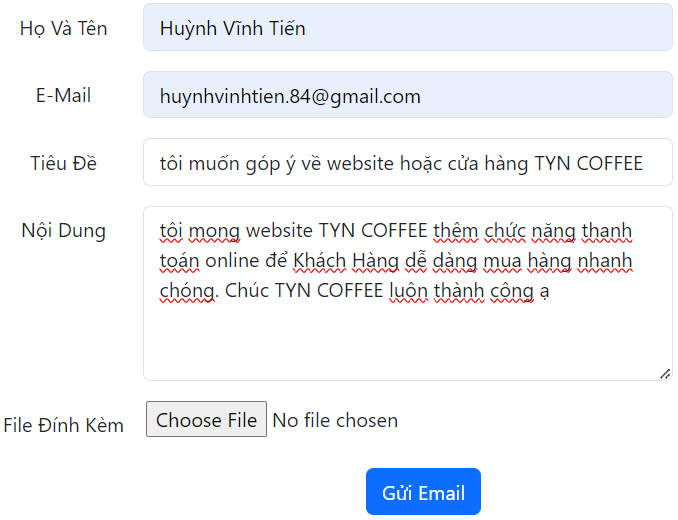 Họ Và Tên Huỳnh Vĩnh Tiến
E-Mail huynhvinhtien.84@gmail.com
Tiêu Đề tôi muốn góp ý về website hoặc cửa hàng TYN COFFEE
Nội Dung tôi mong website TYN COFFEE thêm chức năng thanh
toán online để Khách Hàng dễ dàng mua hàng nhanh
chóng. Chúc TYN COFFEE luôn thành công ạ
File Đính Kèm Choose File No file chosen
Gửi Email